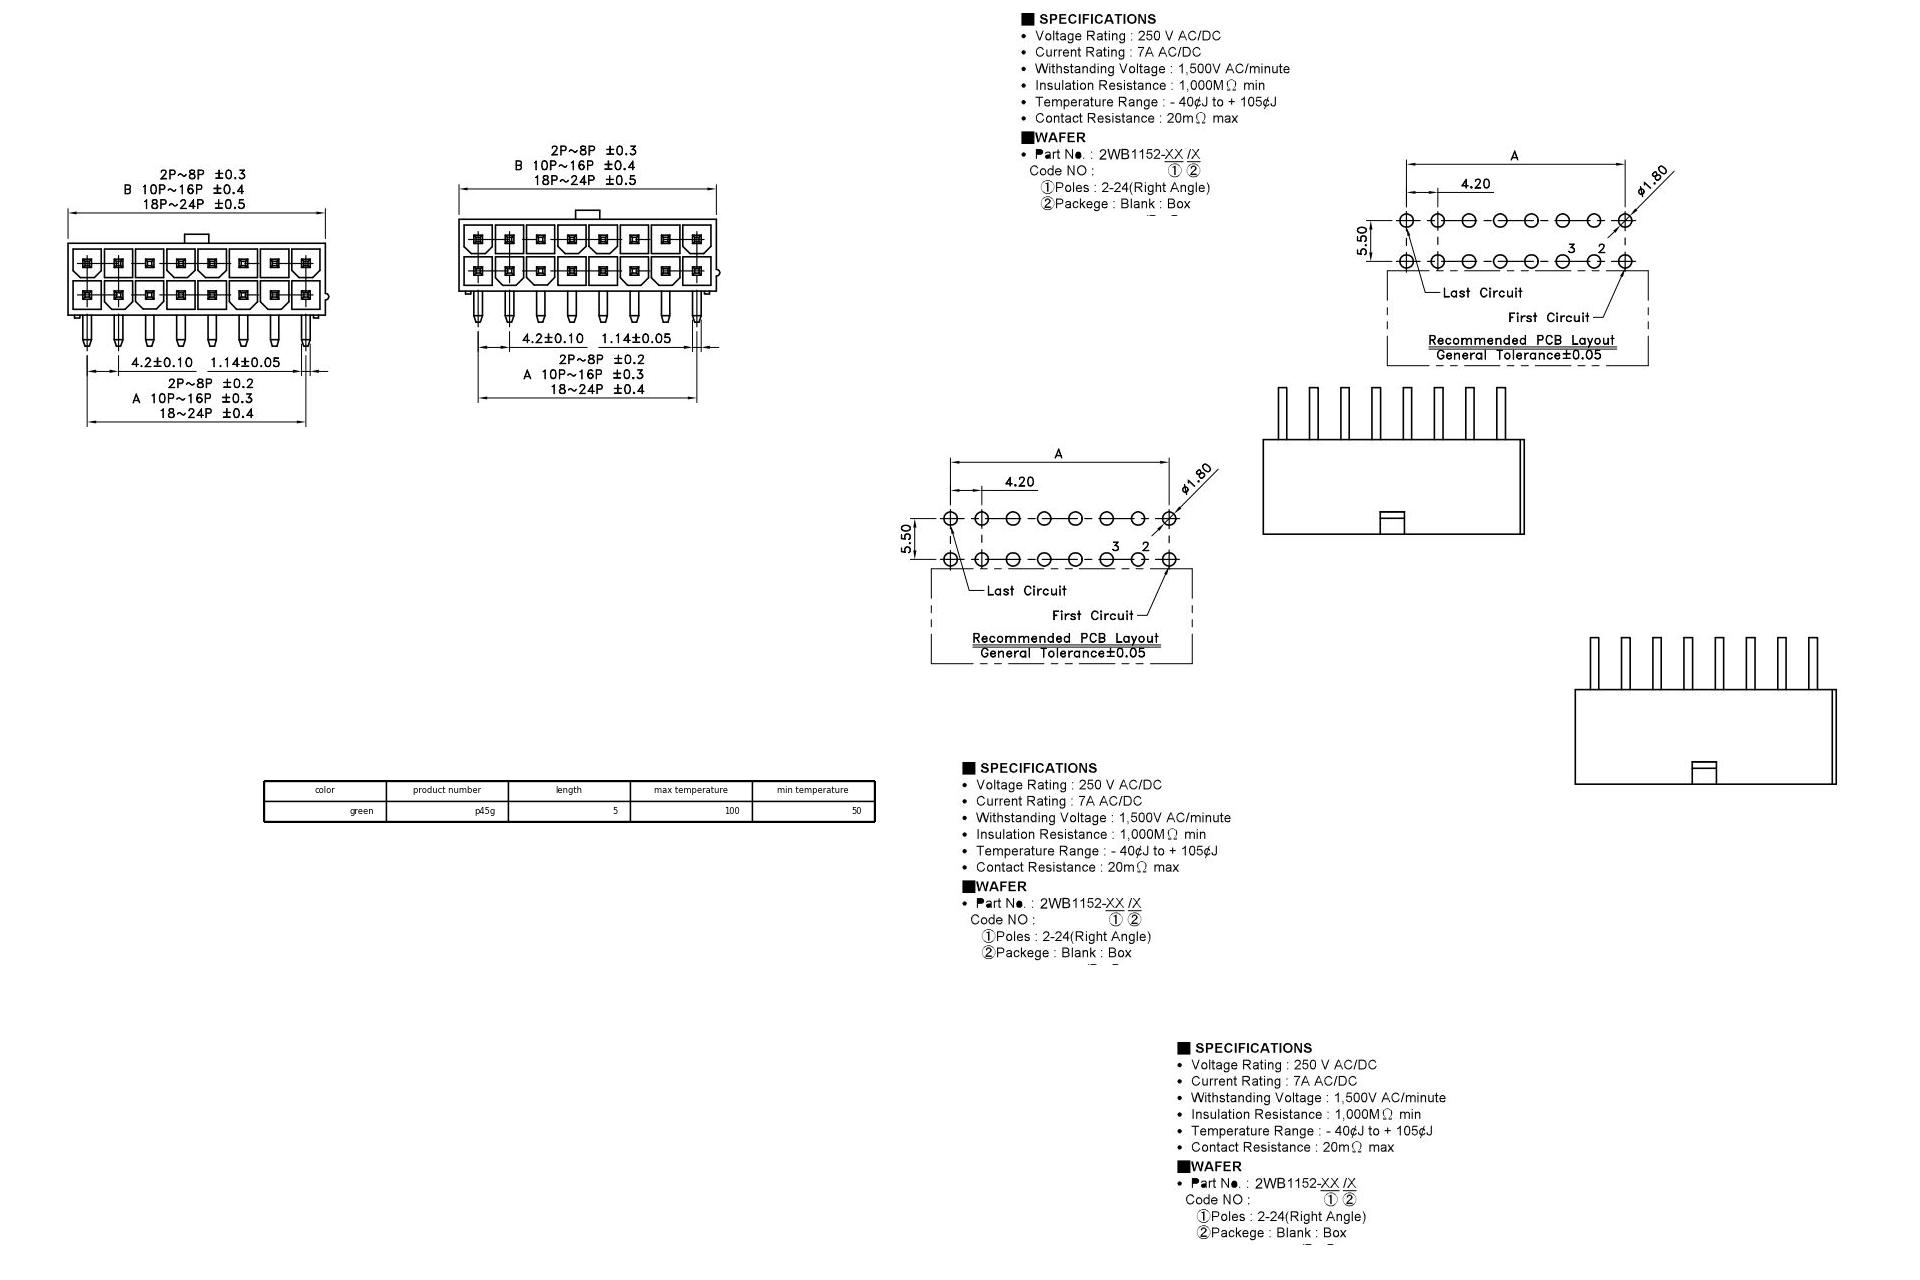 ■ SPECIFICATIONS
• Voltage Rating : 250 V AC/DC
• Current Rating : 7A AC/DC
• Withstanding Voltage : 1,500V AC/minute
• Insulation Resistance : 1,000MΩ min
• Temperature Range : - 40¢J to + 105¢J
• Contact Resistance : 20mΩ max
■WAFER
• Part No. : 2WB1152-XX /X
Code NO : ① ②
①Poles : 2-24(Right Angle)
②Packege : Blank : Box
2P~8P ±0.3
B 10P~16P ±0.4
18P~24P ±0.5
4.2±0.10 1.14±0.05
2P~8P ±0.2
A 10P~16P ±0.3
18~24P ±0.4
2P~8P ±0.3
B 10P~16P ±0.4
18P~24P ±0.5
4.2±0.10 1.14±0.05
2P~8P ±0.2
A 10P~16P ±0.3
18~24P ±0.4
A
4.20
ø1.80
5.50
3 2
Last Circuit
First Circuit
Recommended PCB Layout
General Tolerance±0.05
A
4.20
ø1.80
5.50
3 2
Last Circuit
First Circuit
Recommended PCB Layout
General Tolerance±0.05
color product number length max temperature min temperature
green p45g 5 100 50
■ SPECIFICATIONS
• Voltage Rating : 250 V AC/DC
• Current Rating : 7A AC/DC
• Withstanding Voltage : 1,500V AC/minute
• Insulation Resistance : 1,000MΩ min
• Temperature Range : - 40¢J to + 105¢J
• Contact Resistance : 20mΩ max
■WAFER
• Part No. : 2WB1152-XX /X
Code NO : ① ②
①Poles : 2-24(Right Angle)
②Packege : Blank : Box
■ SPECIFICATIONS
• Voltage Rating : 250 V AC/DC
• Current Rating : 7A AC/DC
• Withstanding Voltage : 1,500V AC/minute
• Insulation Resistance : 1,000MΩ min
• Temperature Range : - 40¢J to + 105¢J
• Contact Resistance : 20mΩ max
■WAFER
• Part No. : 2WB1152-XX /X
Code NO : ① ②
①Poles : 2-24(Right Angle)
②Packege : Blank : Box